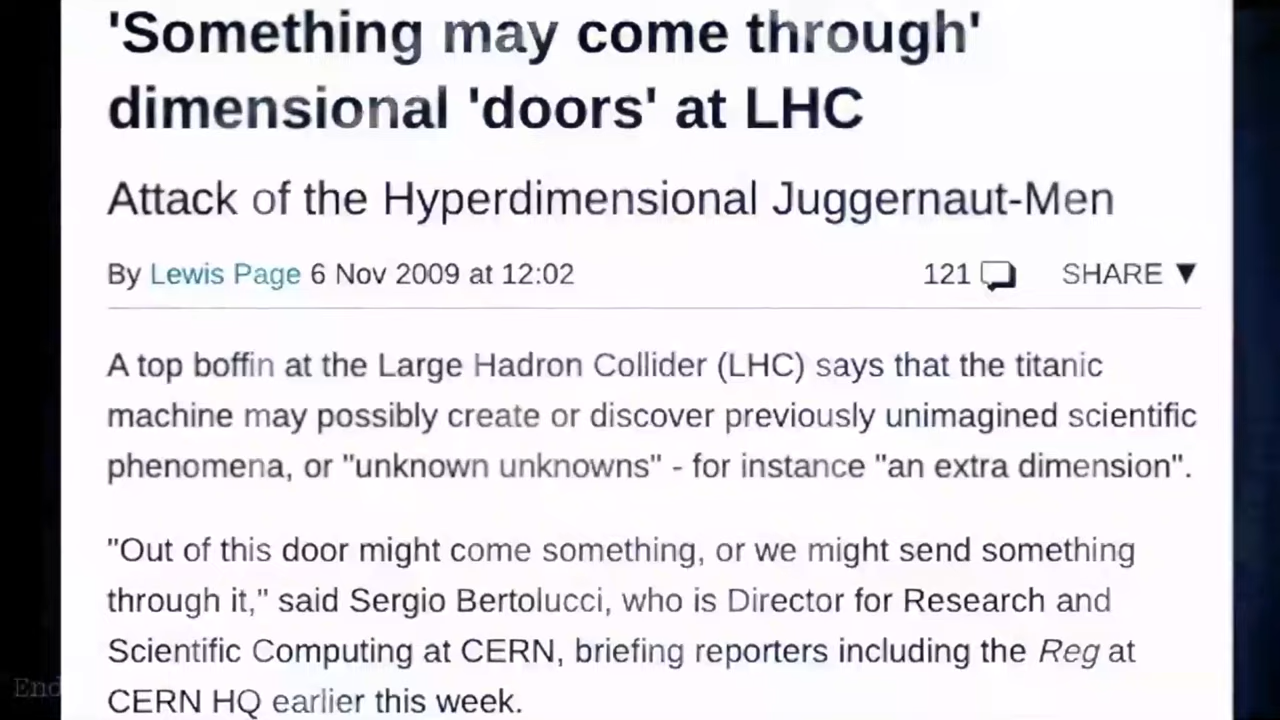 'Something may come through'
dimensional 'doors' at LHC
Attack of the Hyperdimensional Juggernaut-Men
By Lewis Page 6 Nov 2009 at 12:02
121 SHARE ▼
A top boffin at the Large Hadron Collider (LHC) says that the titanic
machine may possibly create or discover previously unimagined scientific
phenomena, or "unknown unknowns" - for instance "an extra dimension".
"Out of this door might come something, or we might send something
through it," said Sergio Bertolucci, who is Director for Research and
Scientific Computing at CERN, briefing reporters including the Reg at
CERN HQ earlier this week.
End